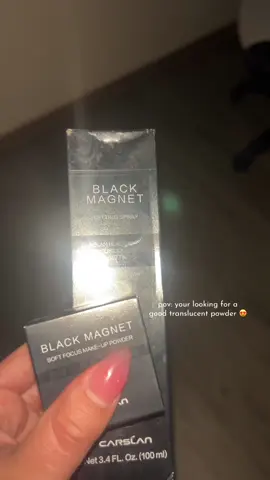 BLACK
MAGNET
pov: your looking for a
good translucent powder 😍
BLACK MAGNET
SOFT FOCUS MAKE-UP POWDER
CARSLAN
Net 3.4 FL. Oz. (100 ml)